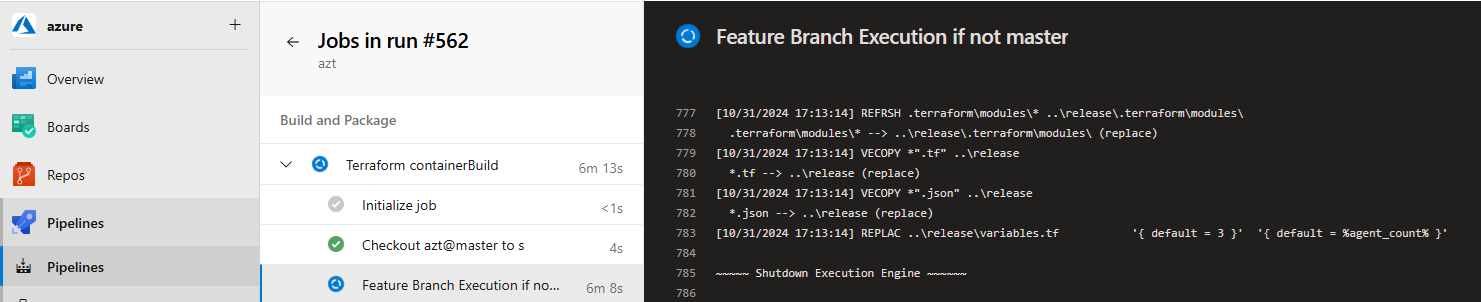 azure
+
Overview
Boards
Repos
Pipelines
Pipelines
Jobs in run #562
azt
Build and Package
Terraform containerBuild 6m 13s
Initialize job <1s
Checkout azt@master to s 4s
Feature Branch Execution if no... 6m 8s
Feature Branch Execution if not master
777 [10/31/2024 17:13:14] REFRSH .terraform\modules\* ..\release\.terraform\modules\
778 .terraform\modules\* --> ..\release\.terraform\modules\ (replace)
779 [10/31/2024 17:13:14] VECOPY *".tf" ..\release
780 *.tf --> ..\release (replace)
781 [10/31/2024 17:13:14] VECOPY *".json" ..\release
782 *.json --> ..\release (replace)
783 [10/31/2024 17:13:14] REPLAC ..\release\variables.tf '{ default = 3 }' '{ default = %agent_count% }'
784
785 ~~~~~ Shutdown Execution Engine ~~~~~~
786